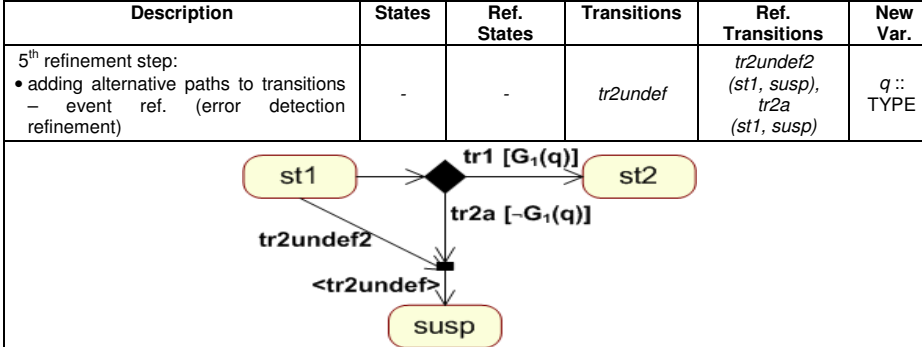 Description States Ref. States Transitions Ref. Transitions New Var.
5th refinement step:
• adding alternative paths to transitions
– event ref. (error detection
refinement)
-
-
tr2undef
tr2undef2
(st1, susp),
tr2a
(st1, susp)
q ::
TYPE
tr1 [G₁(q)]
st1
st2
tr2a [¬G₁(q)]
tr2undef2
<tr2undef>
susp